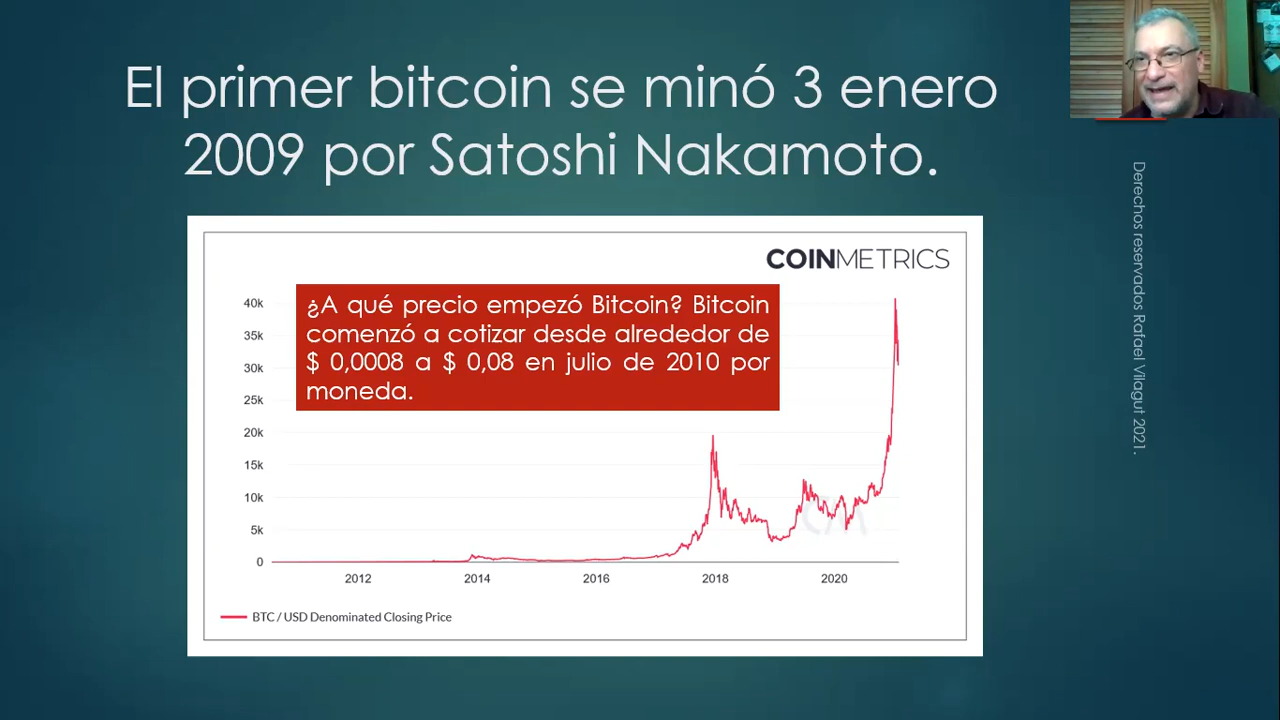 El primer bitcoin se minó 3 enero
2009 por Satoshi Nakamoto.
COINMETRICS
¿A qué precio empezó Bitcoin? Bitcoin
comenzó a cotizar desde alrededor de
$ 0,0008 a $ 0,08 en julio de 2010 por
moneda.
40k
35k
30k
25k
20k
15k
10k
5k
0
2012 2014 2016 2018 2020
BTC / USD Denominated Closing Price
Derechos reservados Rafael Vilagut 2021.